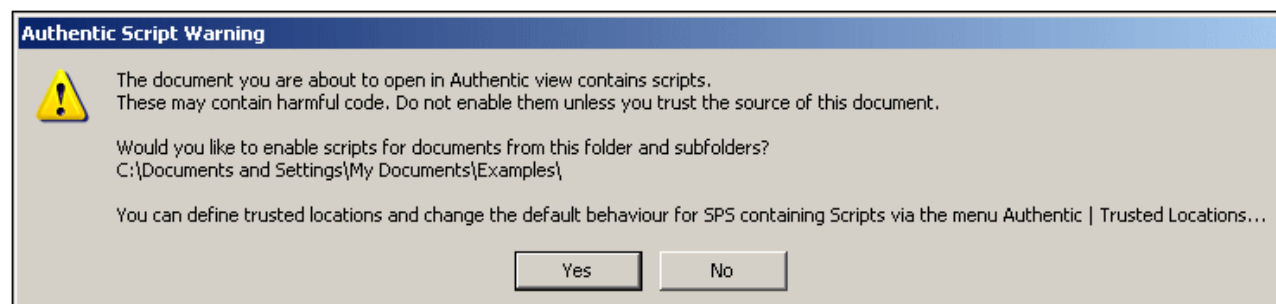 Authentic Script Warning
The document you are about to open in Authentic view contains scripts.
These may contain harmful code. Do not enable them unless you trust the source of this document.
Would you like to enable scripts for documents from this folder and subfolders?
C:\Documents and Settings\My Documents\Examples\
You can define trusted locations and change the default behaviour for SPS containing Scripts via the menu Authentic | Trusted Locations...
Yes
No